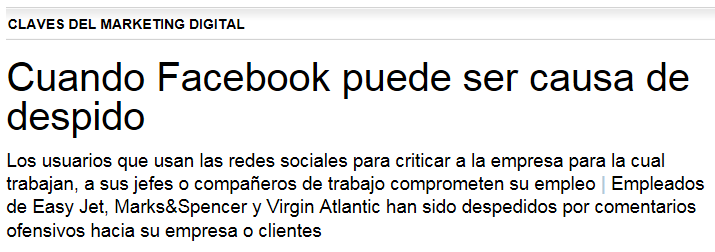 CLAVES DEL MARKETING DIGITAL
Cuando Facebook puede ser causa de
despido
Los usuarios que usan las redes sociales para criticar a la empresa para la cual
trabajan, a sus jefes o compañeros de trabajo comprometen su empleo | Empleados
de Easy Jet, Marks&Spencer y Virgin Atlantic han sido despedidos por comentarios
ofensivos hacia su empresa o clientes